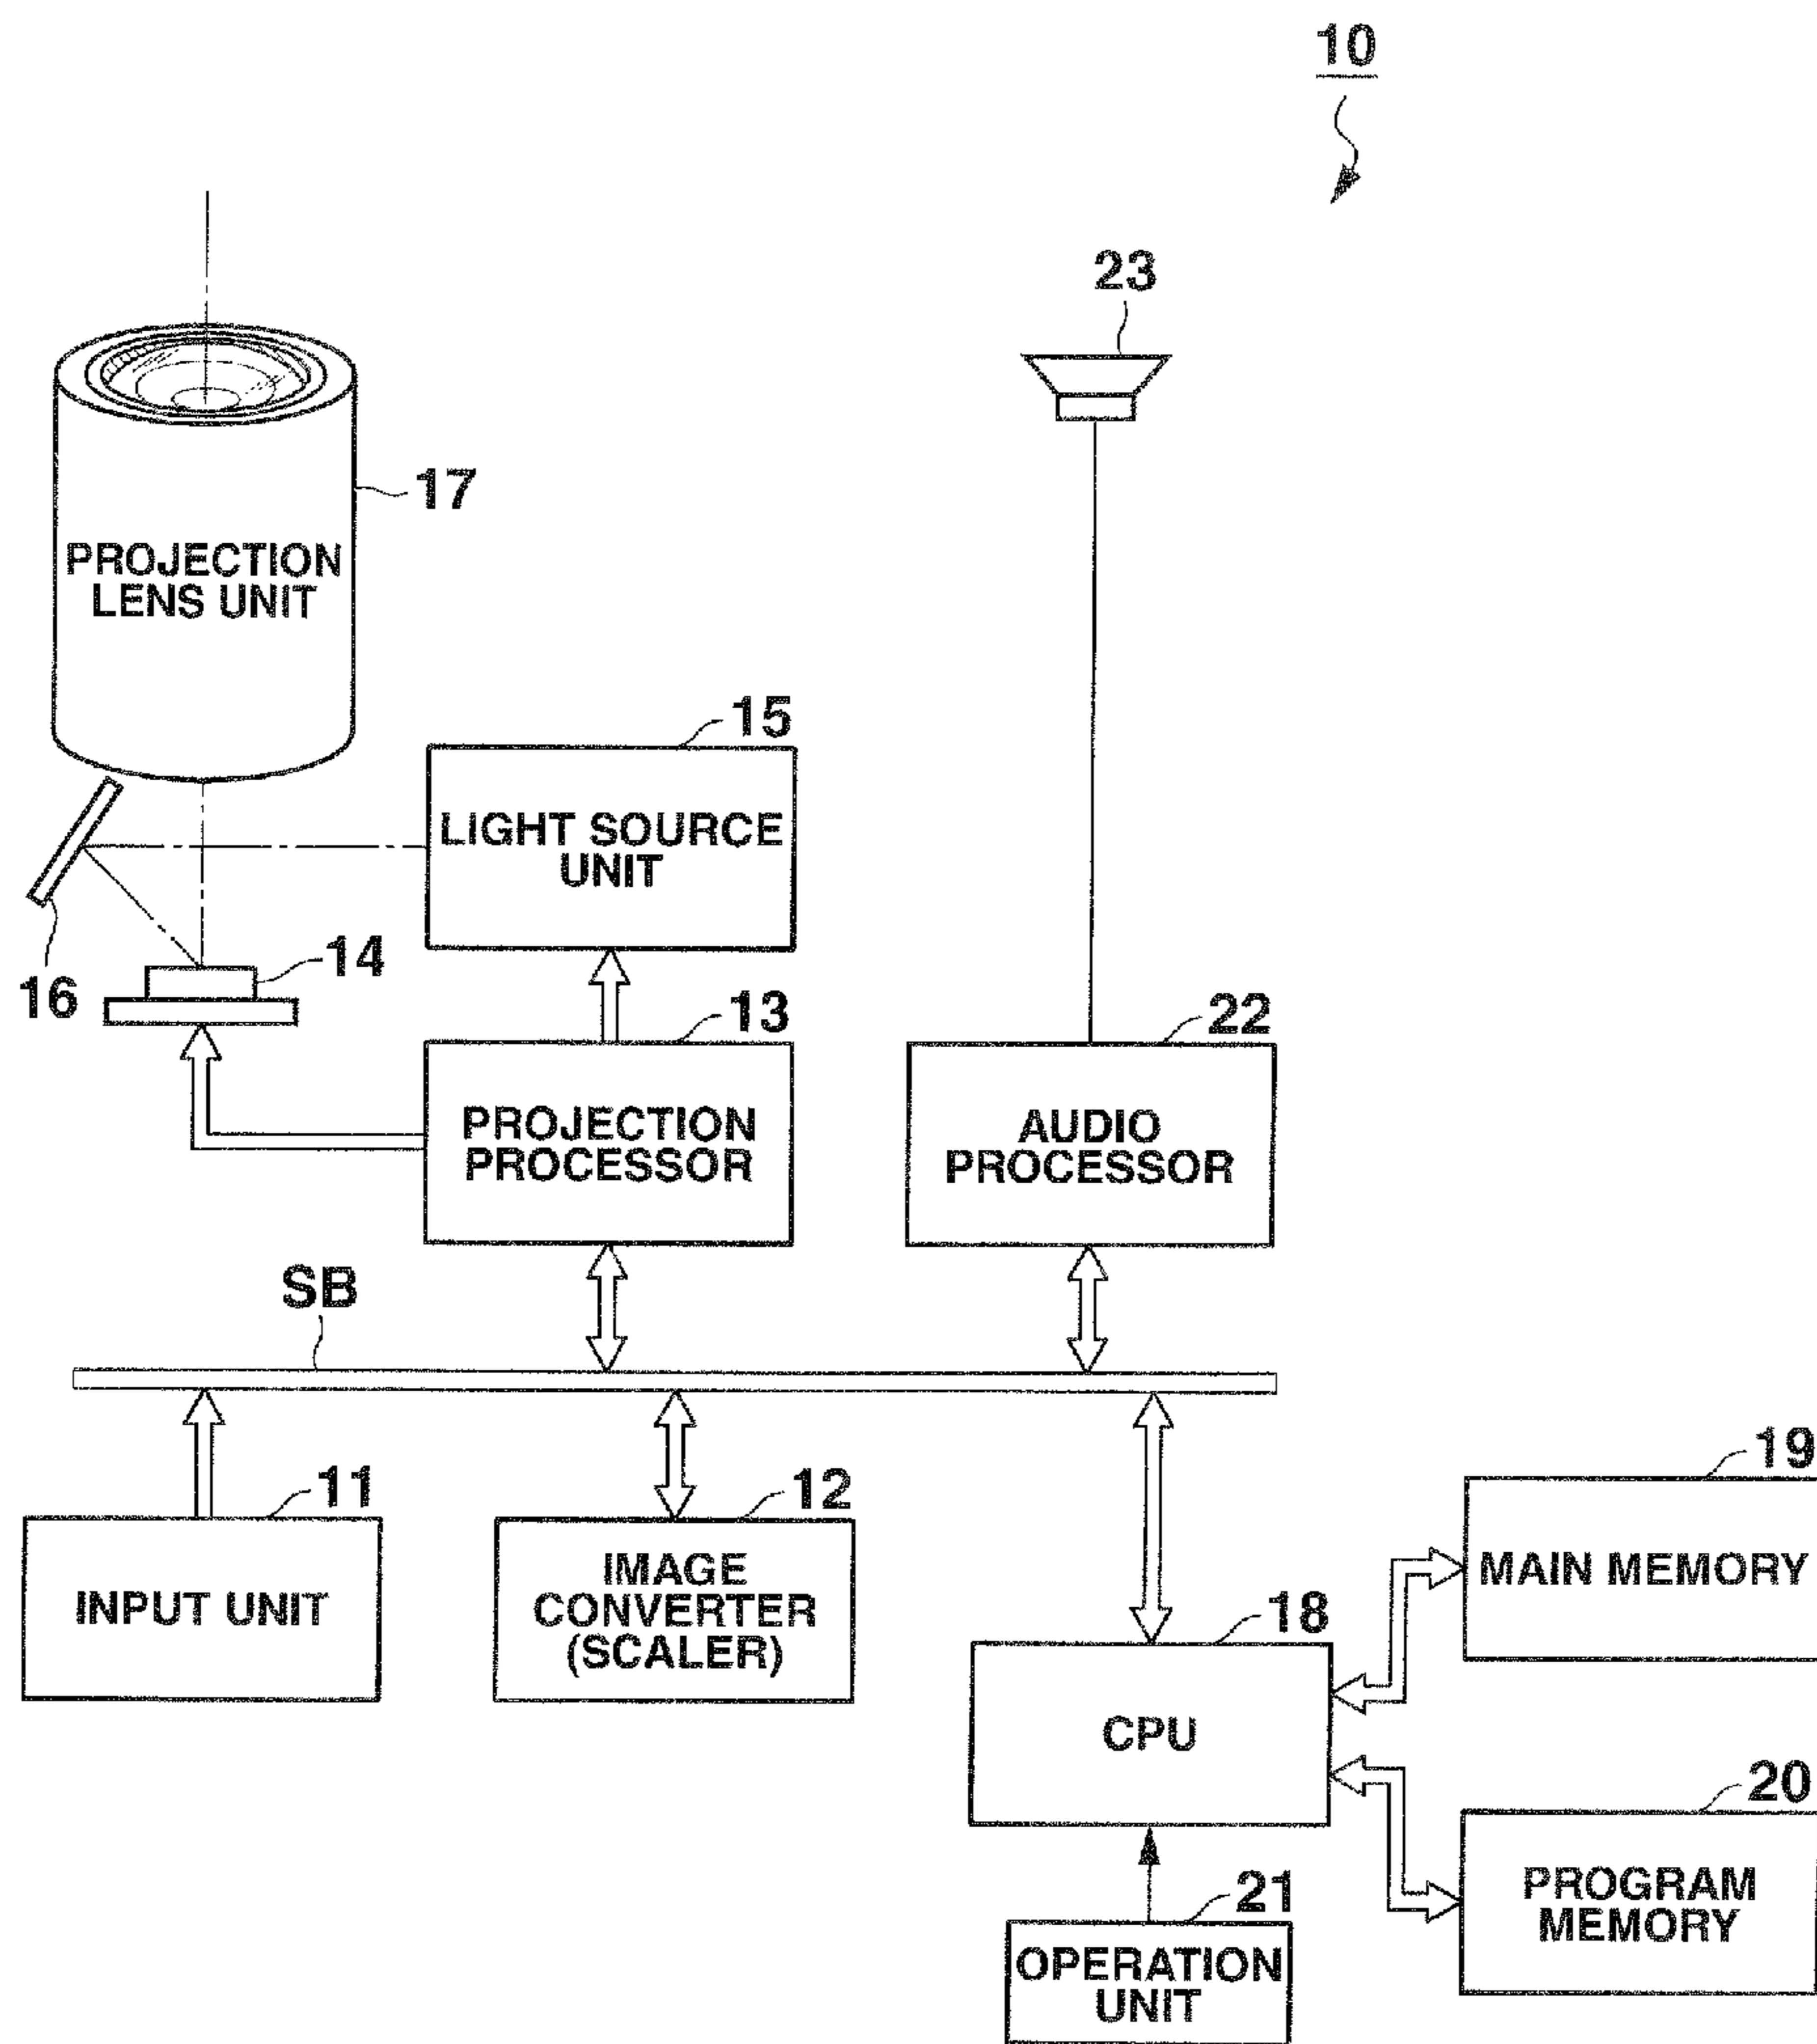 10
23
17
PROJECTION
LENS UNIT
15
LIGHT SOURCE
UNIT
16
14
13
PROJECTION
PROCESSOR
22
AUDIO
PROCESSOR
SB
11
INPUT UNIT
12
IMAGE
CONVERTER
(SCALER)
18
CPU
19
MAIN MEMORY
20
PROGRAM
MEMORY
21
OPERATION
UNIT